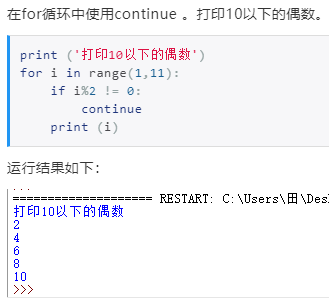 在for循环中使用continue 。打印10以下的偶数。
print ('打印10以下的偶数')
for i in range(1,11):
    if i%2 != 0:
        continue
    print (i)
运行结果如下：
==================== RESTART: C:\Users\田\Des
打印10以下的偶数
2
4
6
8
10
>>>